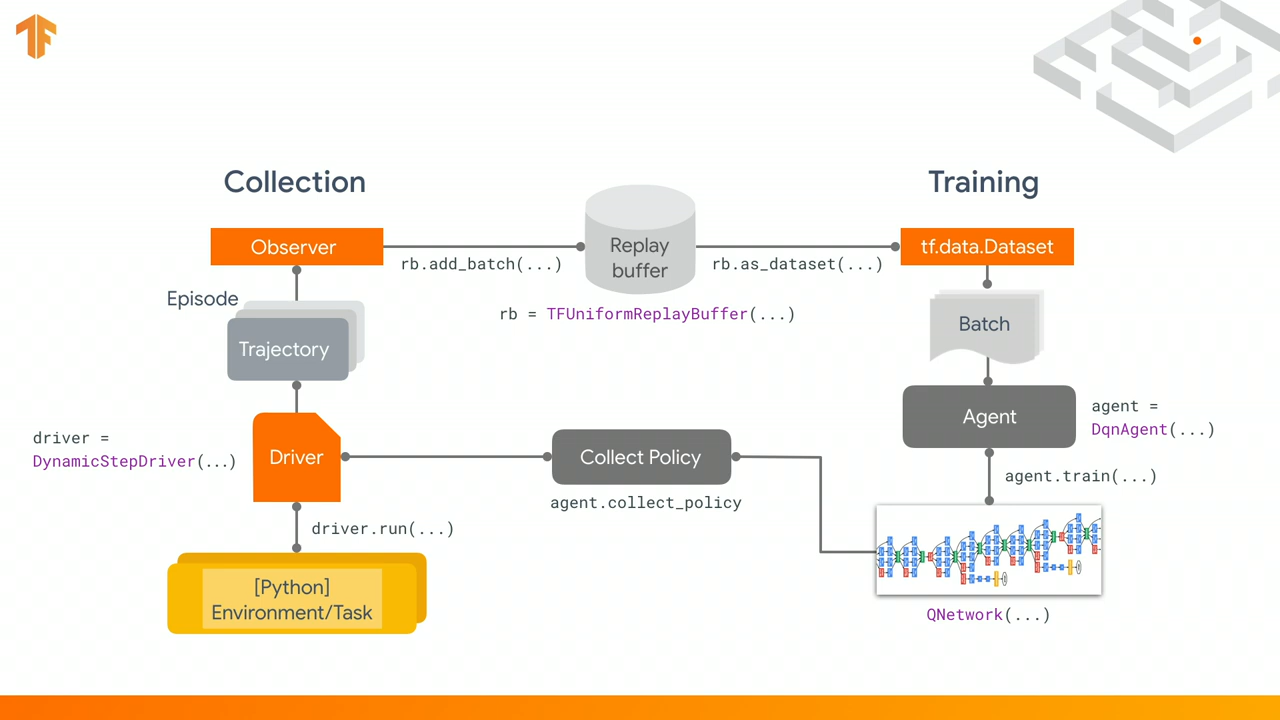 Collection
Training
Observer
rb.add_batch(...)
Replay
buffer
rb.as_dataset(...)
tf.data.Dataset
rb = TFUniformReplayBuffer(...)
Episode
Trajectory
Batch
Agent
agent =
DqnAgent(...)
driver =
DynamicStepDriver(...)
Driver
Collect Policy
agent.collect_policy
agent.train(...)
driver.run(...)
[Python]
Environment/Task
QNetwork(...)